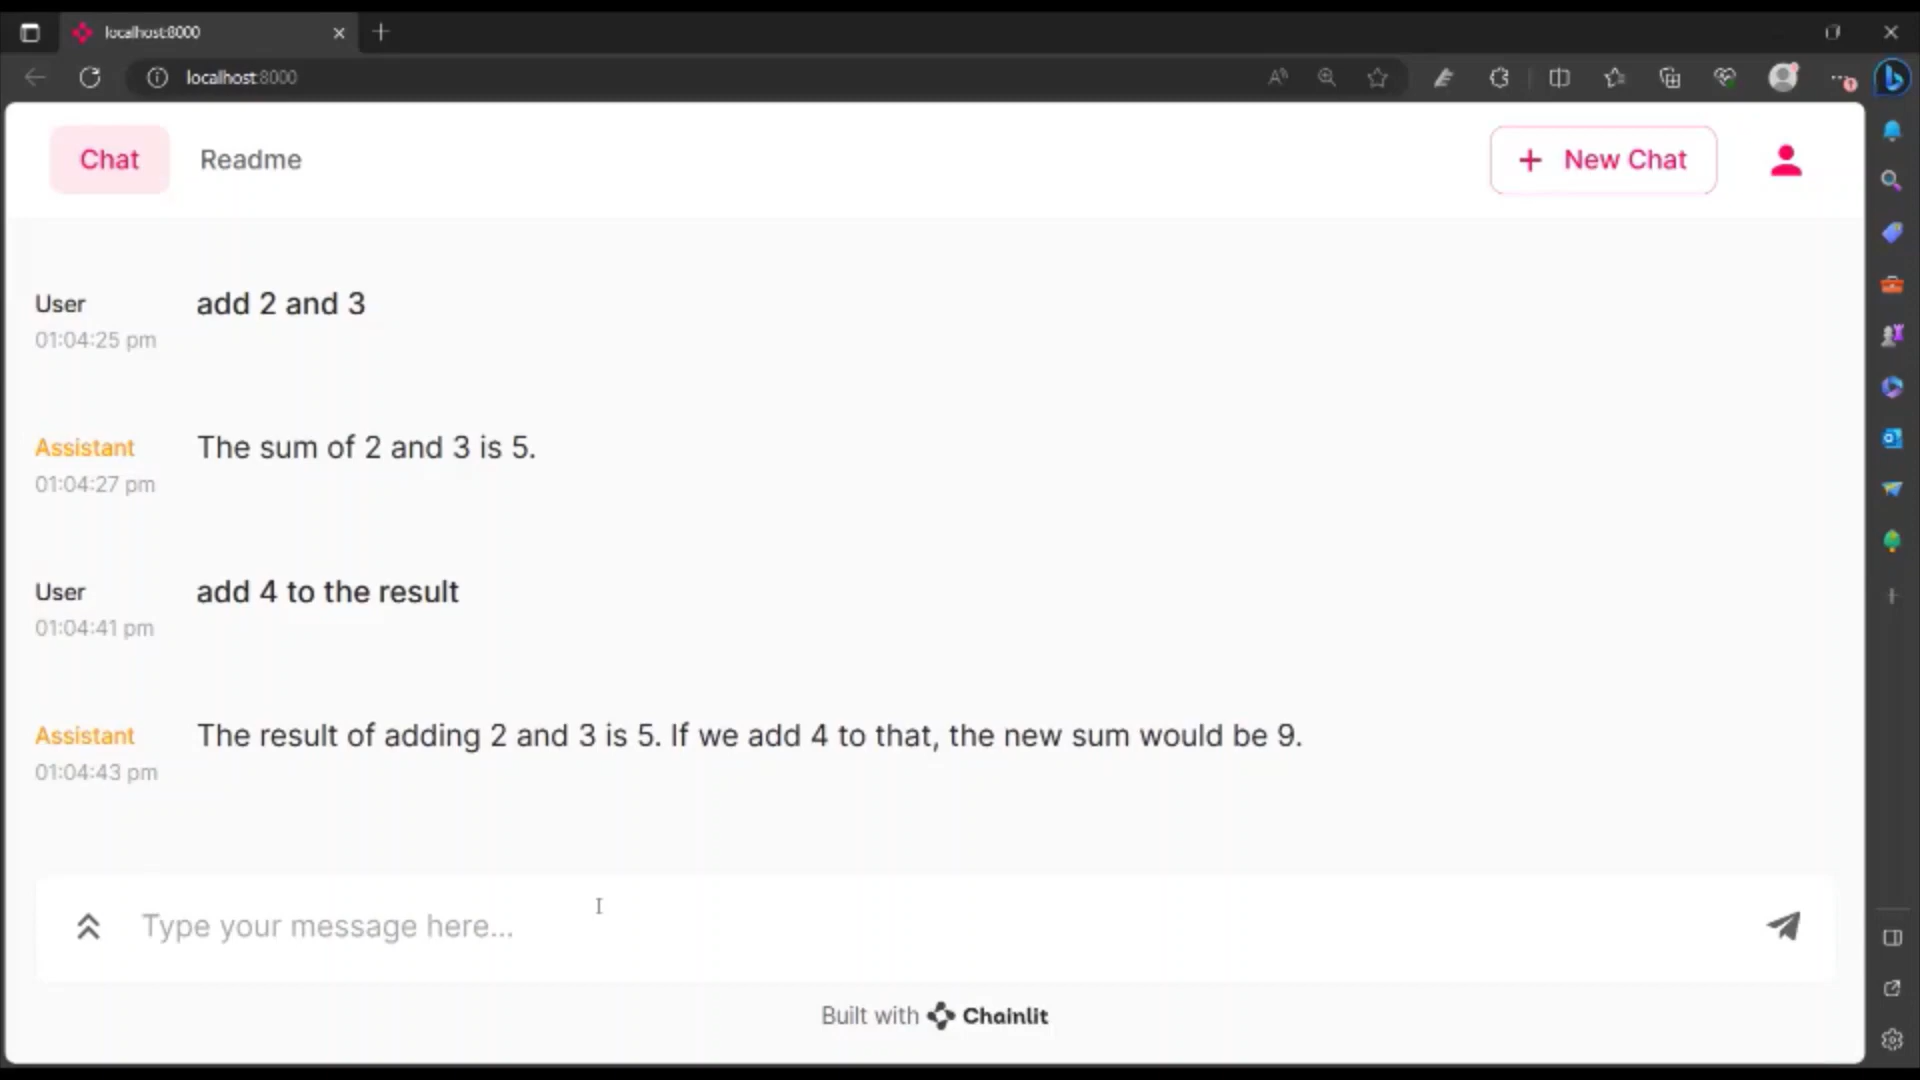 localhost:8000
localhost:8000
Chat
Readme
+ New Chat
User
add 2 and 3
01:04:25 pm
Assistant
The sum of 2 and 3 is 5.
01:04:27 pm
User
add 4 to the result
01:04:41 pm
Assistant
The result of adding 2 and 3 is 5. If we add 4 to that, the new sum would be 9.
01:04:43 pm
Type your message here...
Built with Chainlit